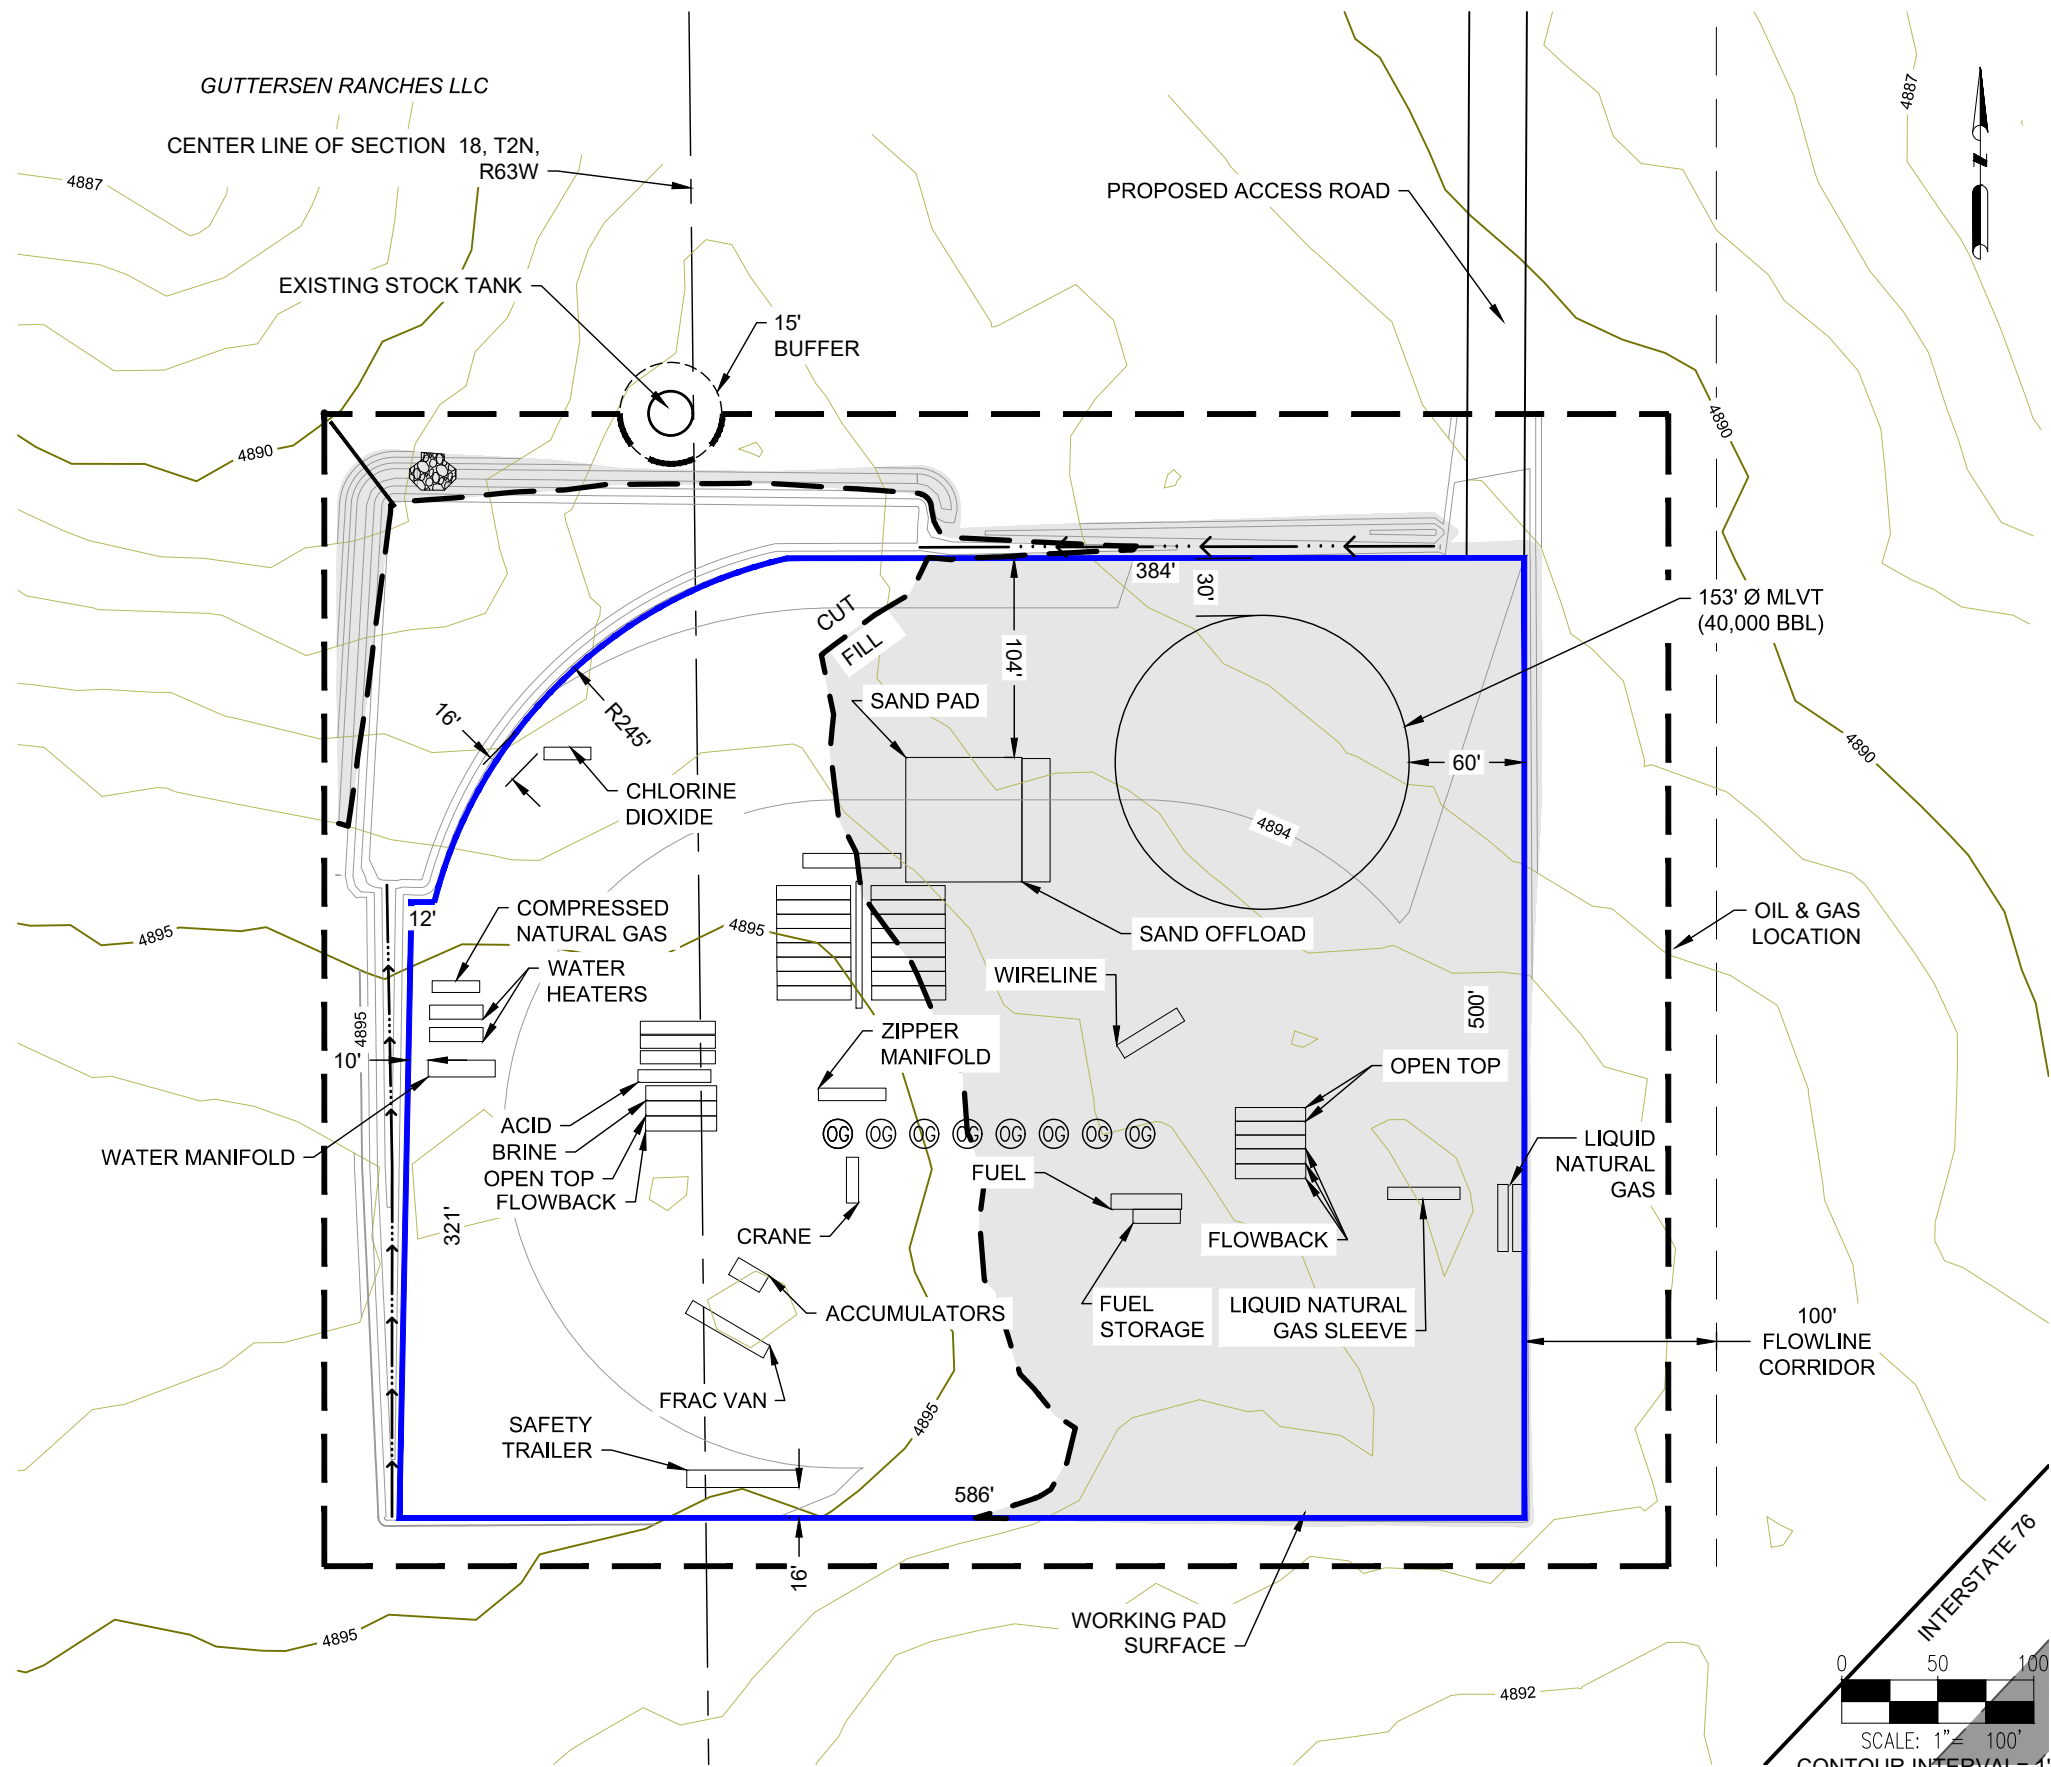 GUTTERSEN RANCHES LLC
CENTER LINE OF SECTION 18, T2N,
R63W
4887
4887
N
PROPOSED ACCESS ROAD
EXISTING STOCK TANK
15'
BUFFER
4890
4890
384'
30'
153' Ø MLVT
(40,000 BBL)
CUT
FILL
104'
SAND PAD
16'
R245'
60'
4890
CHLORINE
DIOXIDE
4894
12'
COMPRESSED
NATURAL GAS
4895
4895
OIL & GAS
LOCATION
SAND OFFLOAD
WATER
HEATERS
WIRELINE
500'
4895
10'
ZIPPER
MANIFOLD
OPEN TOP
ACID
BRINE
OPEN TOP
FLOWBACK
OG OG OG OG OG OG OG OG
WATER MANIFOLD
LIQUID
NATURAL
GAS
FUEL
321'
CRANE
FLOWBACK
ACCUMULATORS
FUEL
STORAGE
LIQUID NATURAL
GAS SLEEVE
100'
FLOWLINE
CORRIDOR
FRAC VAN
SAFETY
TRAILER
4895
586'
16'
WORKING PAD
SURFACE
4895
4892
INTERSTATE 76
0 50 100
SCALE: 1" = 100'
CONTOUR INTERVAL = 1'